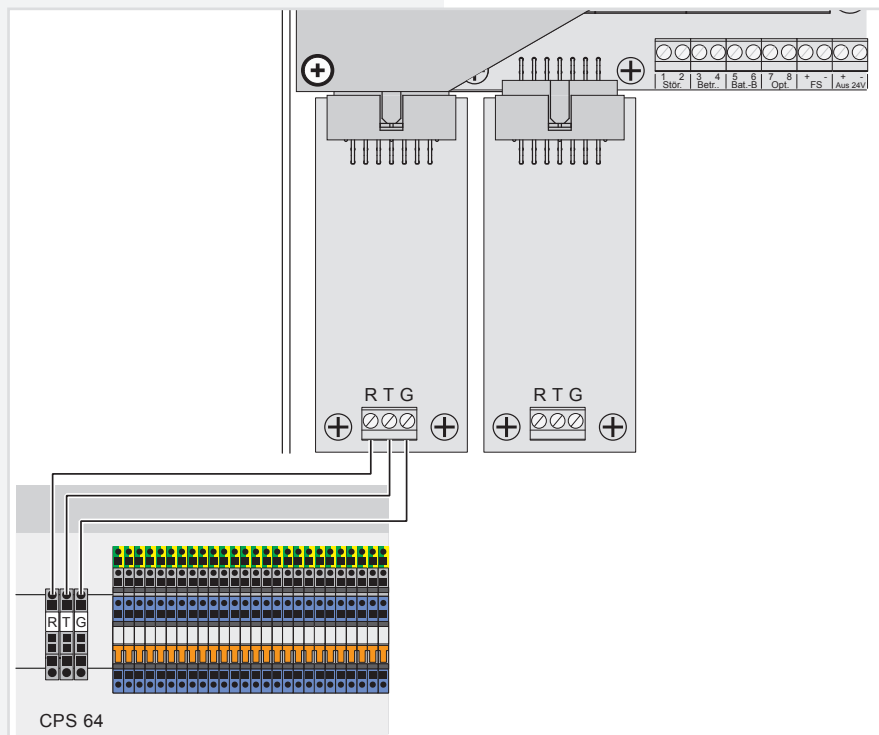 1 2 3 4 5 6 7 8 + - + -
Stör. Betr.. Bat.-B Opt. FS Aus 24V
R T G R T G
R T G
CPS 64